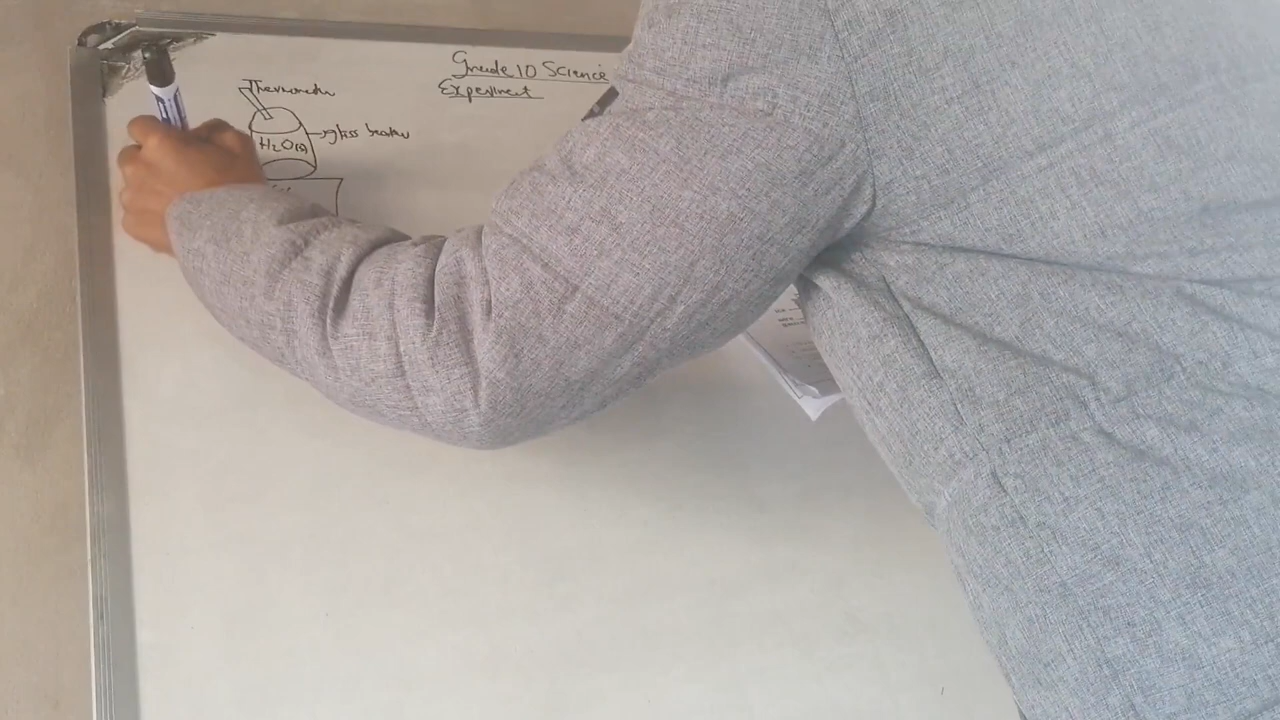 Grade 10 Science
Experiment
Thermometer
glass beaker
H₂O(s)